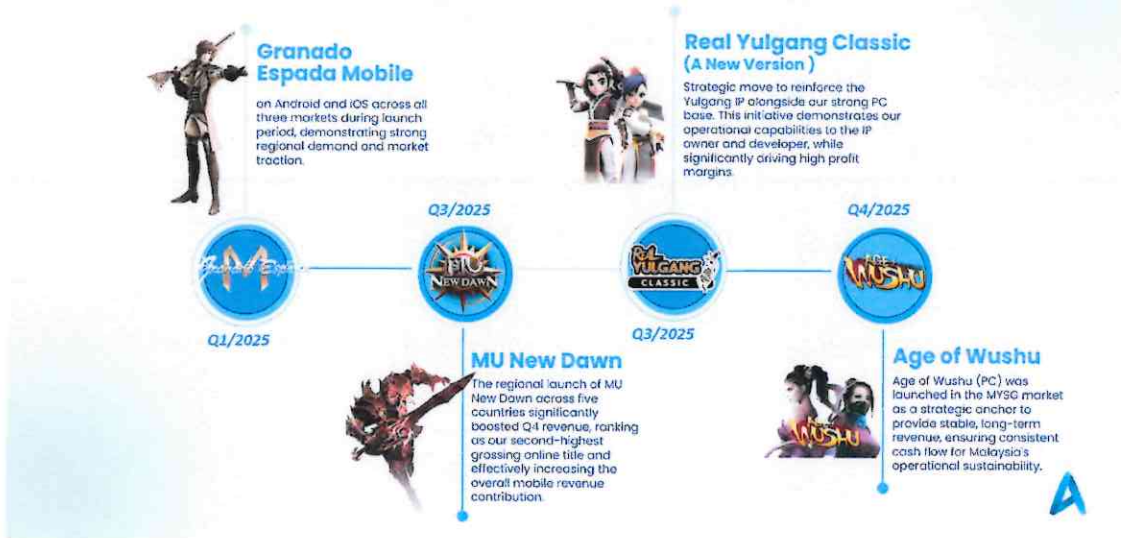 Granado
Espada Mobile
on Android and iOS across all
three markets during launch
period, demonstrating strong
regional demand and market
traction.
Real Yulgang Classic
(A New Version )
Strategic move to reinforce the
Yulgang IP alongside our strong PC
base. This initiative demonstrates our
operational capabilities to the IP
owner and developer, while
significantly driving high profit
margins.
Q3/2025
Q4/2025
Granado Espada
M
MU
NEW DAWN
REAL
YULGANG
CLASSIC
AGE
WUSHU
Q1/2025
Q3/2025
MU New Dawn
The regional launch of MU
New Dawn across five
countries significantly
boosted Q4 revenue, ranking
as our second-highest
grossing online title and
effectively increasing the
overall mobile revenue
contribution.
Age of Wushu
Age of Wushu (PC) was
launched in the MYSG market
as a strategic anchor to
provide stable, long-term
revenue, ensuring consistent
cash flow for Malaysia's
operational sustainability.
WUSHU